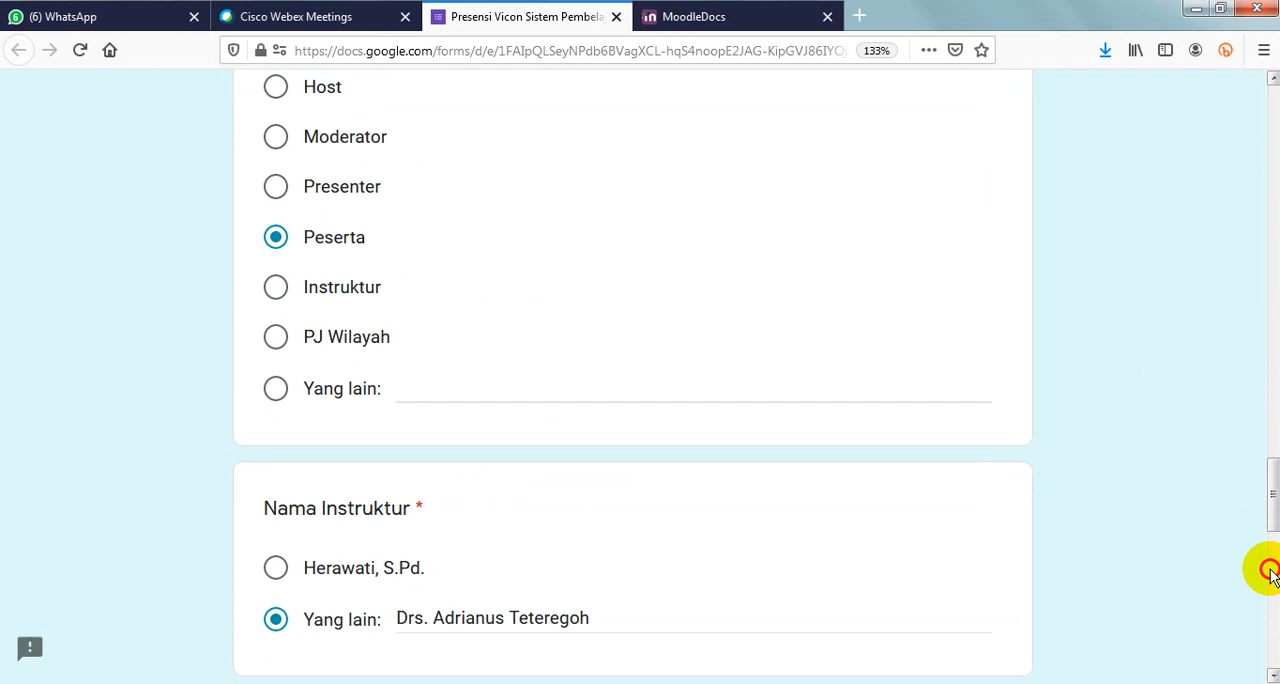 (6) WhatsApp
Cisco Webex Meetings
Presensi Vicon Sistem Pembela
MoodleDocs
https://docs.google.com/forms/d/e/1FAIpQLSeyNPdb6BVagXCL-hqS4noopE2JAG-KipGVJ86IYO
133%
Host
Moderator
Presenter
Peserta
Instruktur
PJ Wilayah
Yang lain:
Nama Instruktur *
Herawati, S.Pd.
Yang lain: Drs. Adrianus Teteregoh